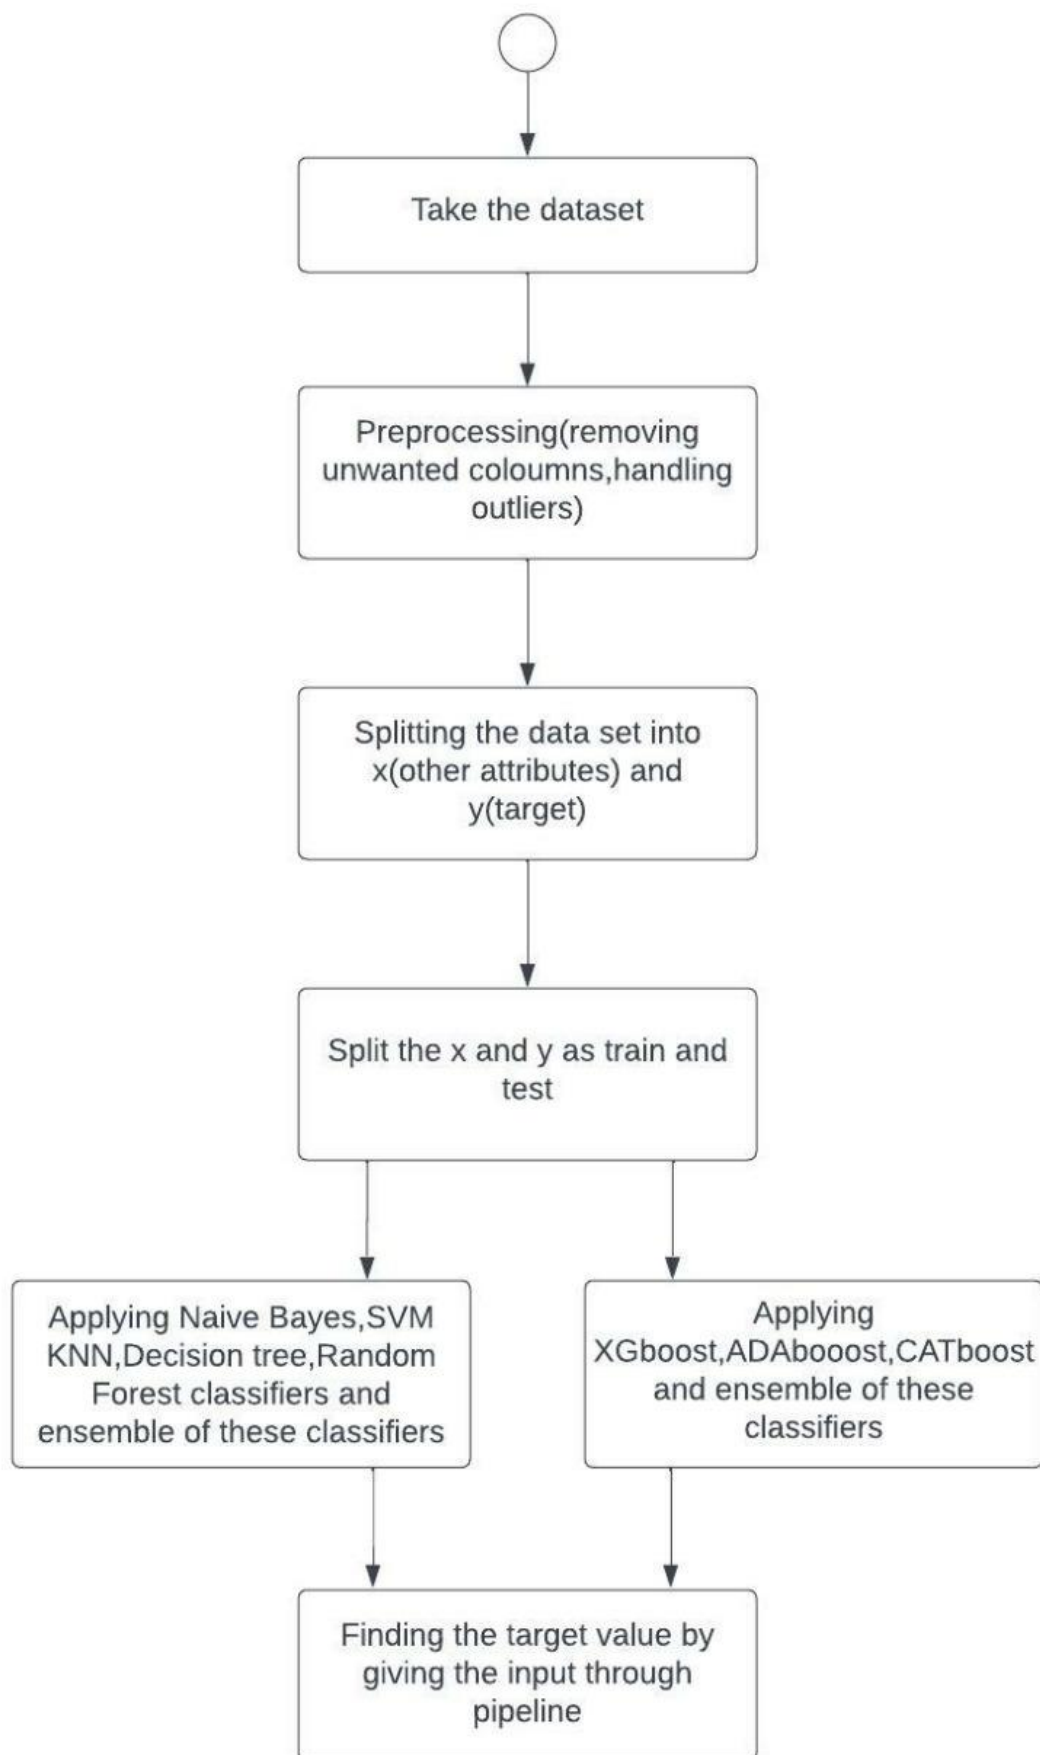 Take the dataset
Preprocessing(removing
unwanted coloumns,handling
outliers)
Splitting the data set into
x(other attributes) and
y(target)
Split the x and y as train and
test
Applying Naive Bayes,SVM
KNN,Decision tree,Random
Forest classifiers and
ensemble of these classifiers
Applying
XGboost,ADAbooost,CATboost
and ensemble of these
classifiers
Finding the target value by
giving the input through
pipeline